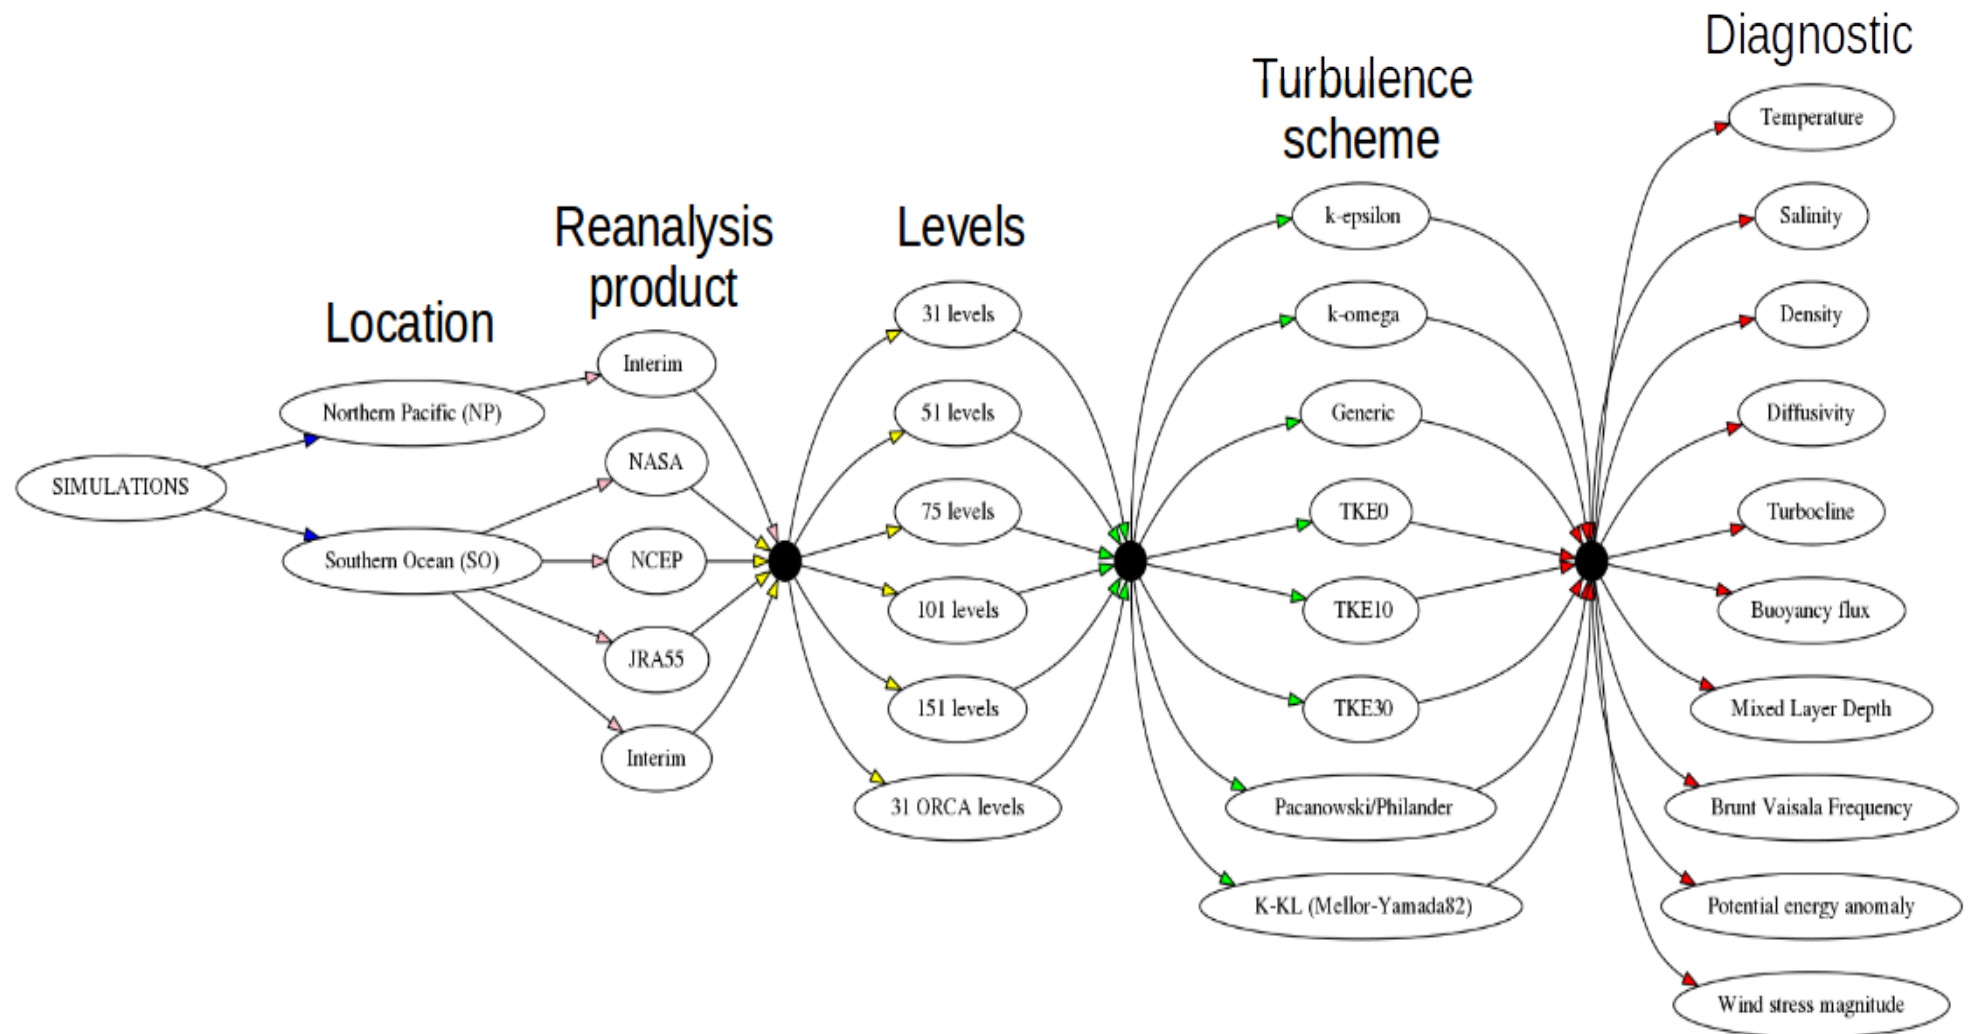 SIMULATIONS
Location
Northern Pacific (NP)
Southern Ocean (SO)
Reanalysis
product
Interim
NASA
NCEP
JRA55
Interim
Levels
31 levels
51 levels
75 levels
101 levels
151 levels
31 ORCA levels
Turbulence
scheme
k-epsilon
k-omega
Generic
TKE0
TKE10
TKE30
Pacanowski/Philander
K-KL (Mellor-Yamada82)
Diagnostic
Temperature
Salinity
Density
Diffusivity
Turbocline
Buoyancy flux
Mixed Layer Depth
Brunt Vaisala Frequency
Potential energy anomaly
Wind stress magnitude